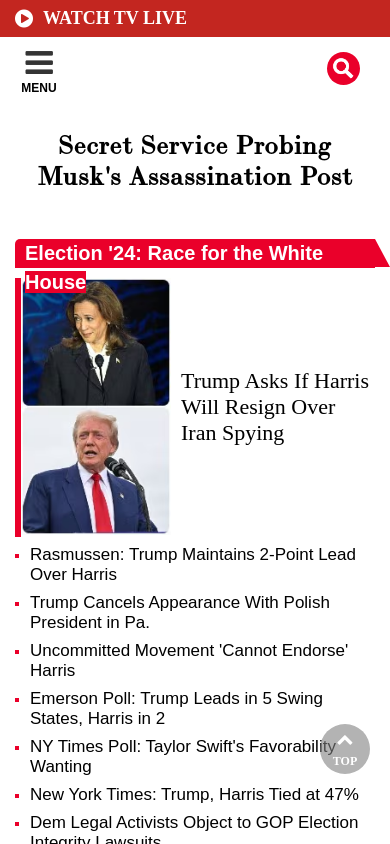 WATCH TV LIVE
MENU
Secret Service Probing
Musk's Assassination Post
Election '24: Race for the White
House
Trump Asks If Harris
Will Resign Over
Iran Spying
Rasmussen: Trump Maintains 2-Point Lead
Over Harris
Trump Cancels Appearance With Polish
President in Pa.
Uncommitted Movement 'Cannot Endorse'
Harris
Emerson Poll: Trump Leads in 5 Swing
States, Harris in 2
NY Times Poll: Taylor Swift's Favorability
Wanting
TOP
New York Times: Trump, Harris Tied at 47%
Dem Legal Activists Object to GOP Election
Integrity Lawsuits